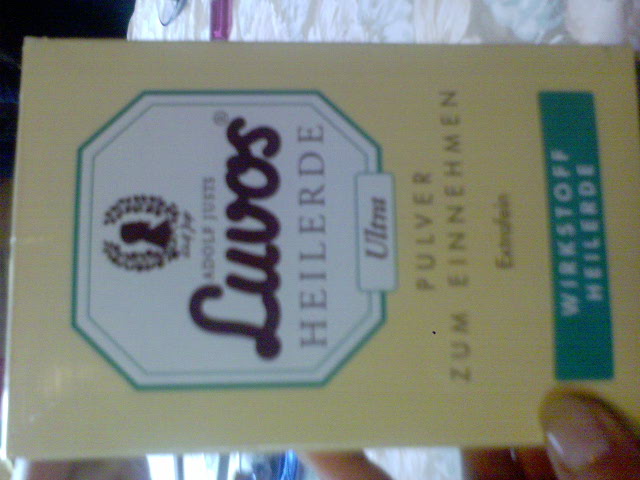 ADOLF JUSTS
Luvos®
HEILERDE
Ultra
PULVER
ZUM EINNEHMEN
Extrafein
WIRKSTOFF
HEILERDE